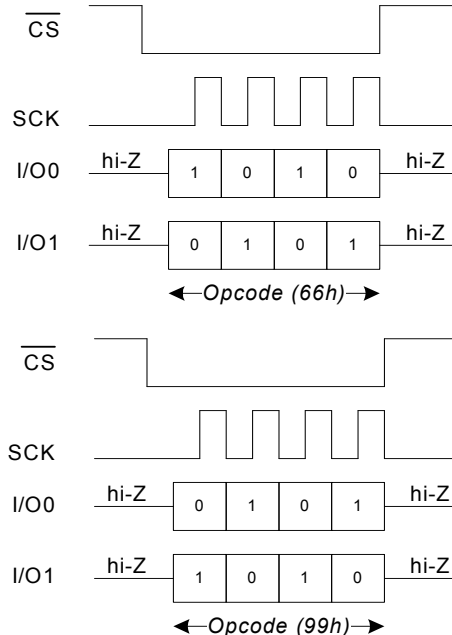 CS
SCK
hi-Z hi-Z
I/O0 1 0 1 0
hi-Z hi-Z
I/O1 0 1 0 1
Opcode (66h)
CS
SCK
hi-Z hi-Z
I/O0 0 1 0 1
hi-Z hi-Z
I/O1 1 0 1 0
Opcode (99h)